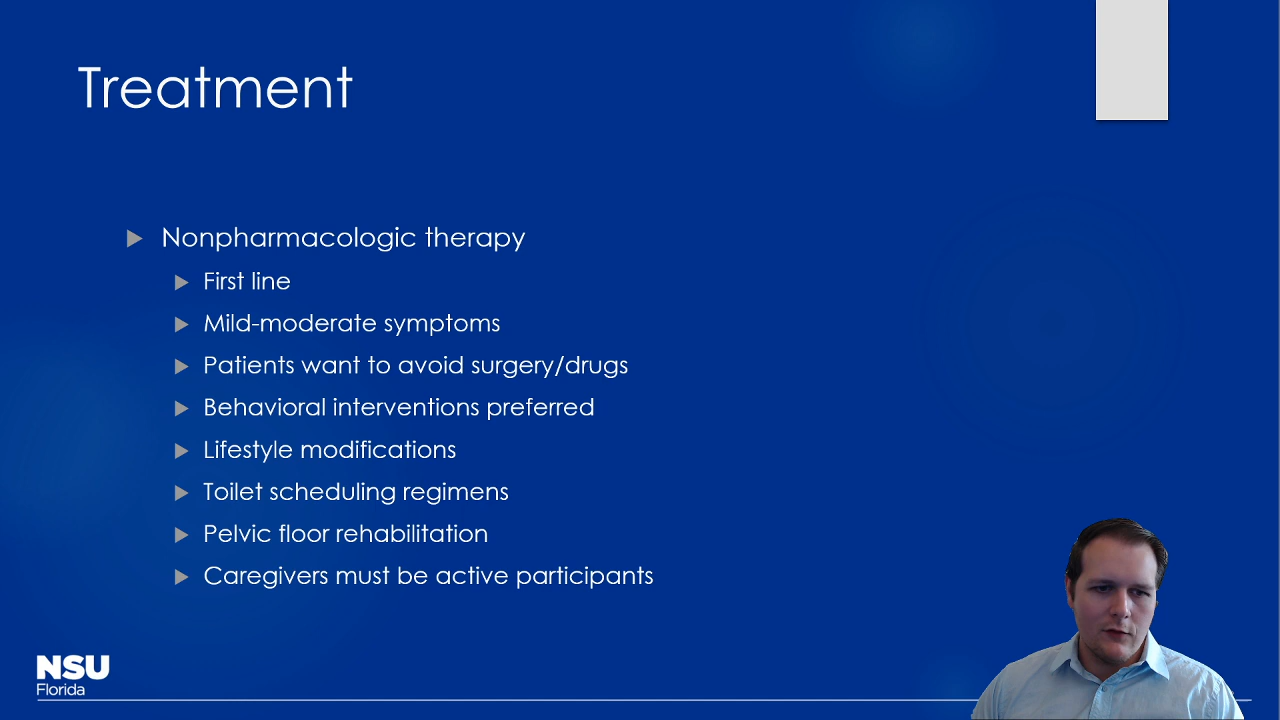 Treatment
Nonpharmacologic therapy
First line
Mild-moderate symptoms
Patients want to avoid surgery/drugs
Behavioral interventions preferred
Lifestyle modifications
Toilet scheduling regimens
Pelvic floor rehabilitation
Caregivers must be active participants
NSU
Florida